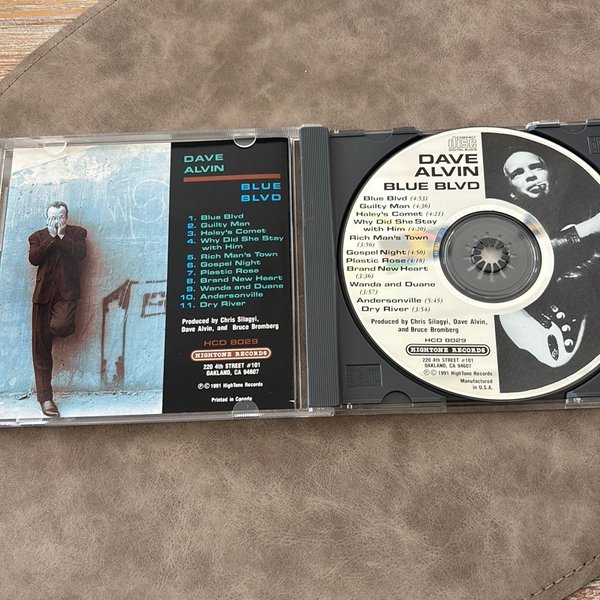 DAVE
ALVIN
BLUE
BLVD
1. Blue Blvd
2. Guilty Man
3. Haley's Comet
4. Why Did She Stay
with Him
5. Rich Man's Town
6. Gospel Night
7. Plastic Rose
8. Brand New Heart
9. Wanda and Duane
10. Andersonville
11. Dry River
Produced by Chris Silagyi,
Dave Alvin,
and Bruce Bromberg
HCD 8029
HIGHTONE RECORDS
220 4th STREET #101
OAKLAND, CA 94607
Ⓟ©1991 HighTone Records
Printed in Canada
COMPACT
disc
DIGITAL AUDIO
DAVE
ALVIN
BLUE BLVD
Blue Blvd (4:53)
Guilty Man (4:36)
Haley's Comet (4:21)
Why Did She Stay
with Him (4:20)
Rich Man's Town
(3:56)
Gospel Night (4:50)
Plastic Rose (4:18)
Brand New Heart
(3:36)
Wanda and Duane
(3:57)
Andersonville (5:45)
Dry River (3:54)
Produced by Chris Silagyi, Dave Alvin,
and Bruce Bromberg
HCD 8029
HIGHTONE RECORDS
220 4th STREET #101
OAKLAND, CA 94607
Ⓟ©1991 HighTone Records
Manufactured
in U.S.A.